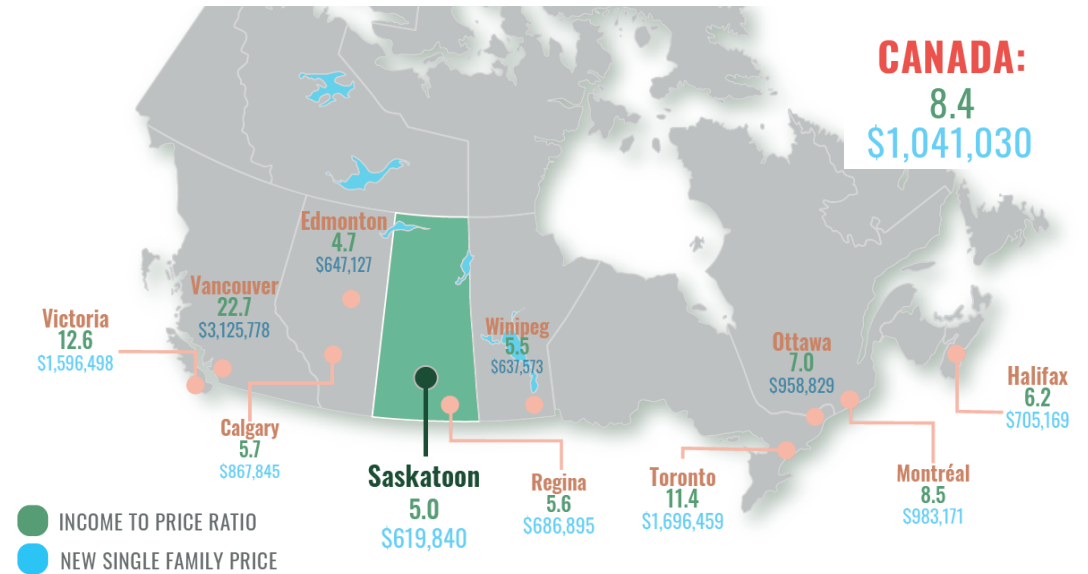 CANADA:
8.4
$1,041,030
Edmonton
4.7
$647,127
Vancouver
22.7
$3,125,778
Victoria
12.6
$1,596,498
Winipeg
5.5
$637,573
Ottawa
7.0
$958,829
Halifax
6.2
$705,169
Calgary
5.7
$867,845
Saskatoon
5.0
$619,840
Regina
5.6
$686,895
Toronto
11.4
$1,696,459
Montréal
8.5
$983,171
INCOME TO PRICE RATIO
NEW SINGLE FAMILY PRICE